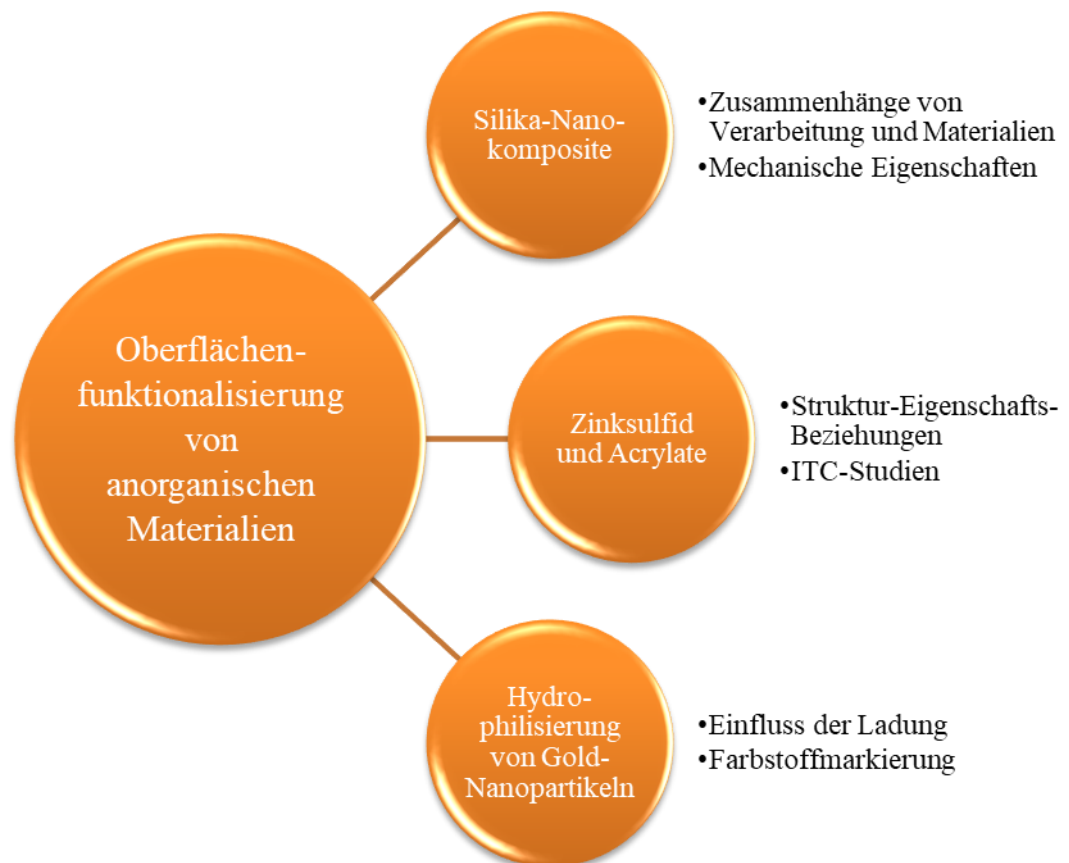 Oberflächen-
funktionalisierung
von
anorganischen
Materialien
Silika-Nano-
komposite
•Zusammenhänge von
Verarbeitung und Materialien
•Mechanische Eigenschaften
Zinksulfid
und Acrylate
•Struktur-Eigenschafts-
Beziehungen
•ITC-Studien
Hydro-
philisierung
von Gold-
Nanopartikeln
•Einfluss der Ladung
•Farbstoffmarkierung